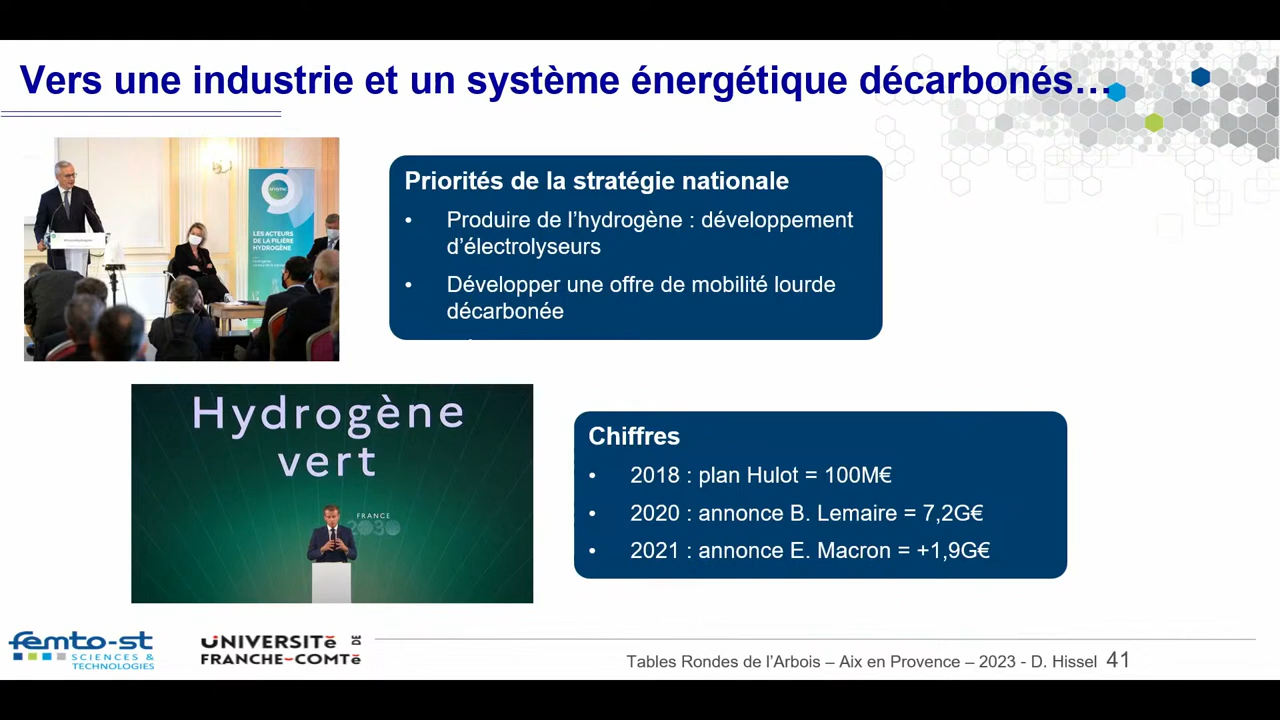 Vers une industrie et un système énergétique décarbonés…
LES ACTEURS
DE LA FILIÈRE
HYDROGÈNE
Priorités de la stratégie nationale
• Produire de l’hydrogène : développement
d’électrolyseurs
• Développer une offre de mobilité lourde
décarbonée
Hydrogène
vert
FRANCE
2030
Chiffres
• 2018 : plan Hulot = 100M€
• 2020 : annonce B. Lemaire = 7,2G€
• 2021 : annonce E. Macron = +1,9G€
femto-st
SCIENCES &
TECHNOLOGIES
UNIVERSITĕ DE
FRANCHE-COMTĕ
Tables Rondes de l’Arbois – Aix en Provence – 2023 - D. Hissel 41